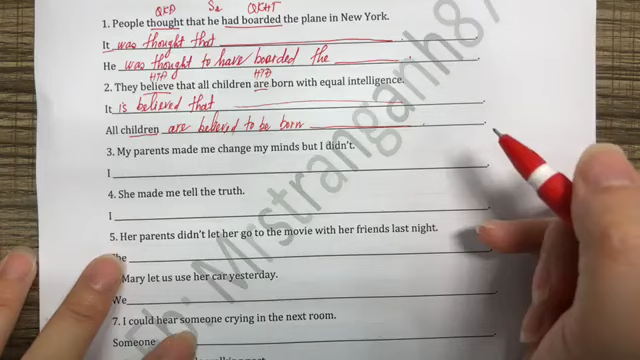 QKĐ S2 QKHT
1. People thought that he had boarded the plane in New York.
It was thought that
He was thought to have boarded the
HTĐ HTĐ
2. They believe that all children are born with equal intelligence.
It is believed that
All children are believed to be born
3. My parents made me change my minds but I didn't.
I
4. She made me tell the truth.
I
5. Her parents didn't let her go to the movie with her friends last night.
She
Mary let us use her car yesterday.
We
7. I could hear someone crying in the next room.
Someone
Fb: Mrstranganh87